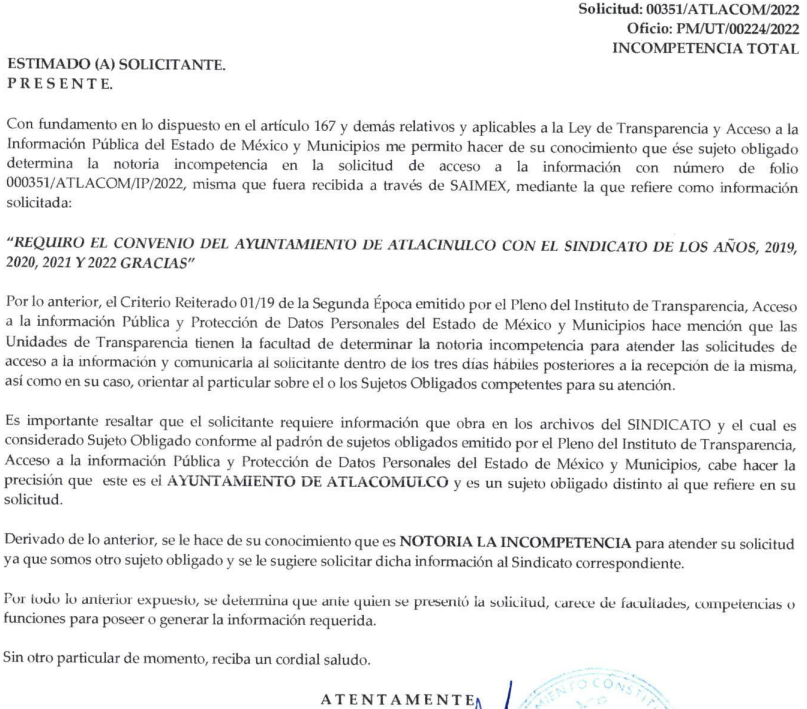 Solicitud: 00351/ATLACOM/2022
Oficio: PM/UT/00224/2022
INCOMPETENCIA TOTAL
ESTIMADO (A) SOLICITANTE.
P R E S E N T E.
Con fundamento en lo dispuesto en el artículo 167 y demás relativos y aplicables a la Ley de Transparencia y Acceso a la
Información Pública del Estado de México y Municipios me permito hacer de su conocimiento que ése sujeto obligado
determina la notoria incompetencia en la solicitud de acceso a la información con número de folio
000351/ATLACOM/IP/2022, misma que fuera recibida a través de SAIMEX, mediante la que refiere como información
solicitada:
“REQUIRO EL CONVENIO DEL AYUNTAMIENTO DE ATLACINULCO CON EL SINDICATO DE LOS AÑOS, 2019,
2020, 2021 Y 2022 GRACIAS”
Por lo anterior, el Criterio Reiterado 01/19 de la Segunda Época emitido por el Pleno del Instituto de Transparencia, Acceso
a la información Pública y Protección de Datos Personales del Estado de México y Municipios hace mención que las
Unidades de Transparencia tienen la facultad de determinar la notoria incompetencia para atender las solicitudes de
acceso a la información y comunicarla al solicitante dentro de los tres días hábiles posteriores a la recepción de la misma,
así como en su caso, orientar al particular sobre el o los Sujetos Obligados competentes para su atención.
Es importante resaltar que el solicitante requiere información que obra en los archivos del SINDICATO y el cual es
considerado Sujeto Obligado conforme al padrón de sujetos obligados emitido por el Pleno del Instituto de Transparencia,
Acceso a la información Pública y Protección de Datos Personales del Estado de México y Municipios, cabe hacer la
precisión que este es el AYUNTAMIENTO DE ATLACOMULCO y es un sujeto obligado distinto al que refiere en su
solicitud.
Derivado de lo anterior, se le hace de su conocimiento que es NOTORIA LA INCOMPETENCIA para atender su solicitud
ya que somos otro sujeto obligado y se le sugiere solicitar dicha información al Sindicato correspondiente.
Por todo lo anterior expuesto, se determina que ante quien se presentó la solicitud, carece de facultades, competencias o
funciones para poseer o generar la información requerida.
Sin otro particular de momento, reciba un cordial saludo.
A T E N T A M E N T E